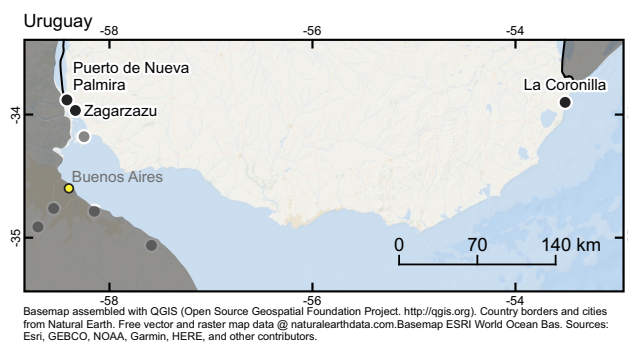 Uruguay
-58 -56 -54
Puerto de Nueva
Palmira
La Coronilla
-34
Zagarzazu
Buenos Aires
0 70 140 km
-35
-58 -56 -54
Basemap assembled with QGIS (Open Source Geospatial Foundation Project. http://qgis.org). Country borders and cities
from Natural Earth. Free vector and raster map data @ naturalearthdata.com.Basemap ESRI World Ocean Bas. Sources:
Esri, GEBCO, NOAA, Garmin, HERE, and other contributors.